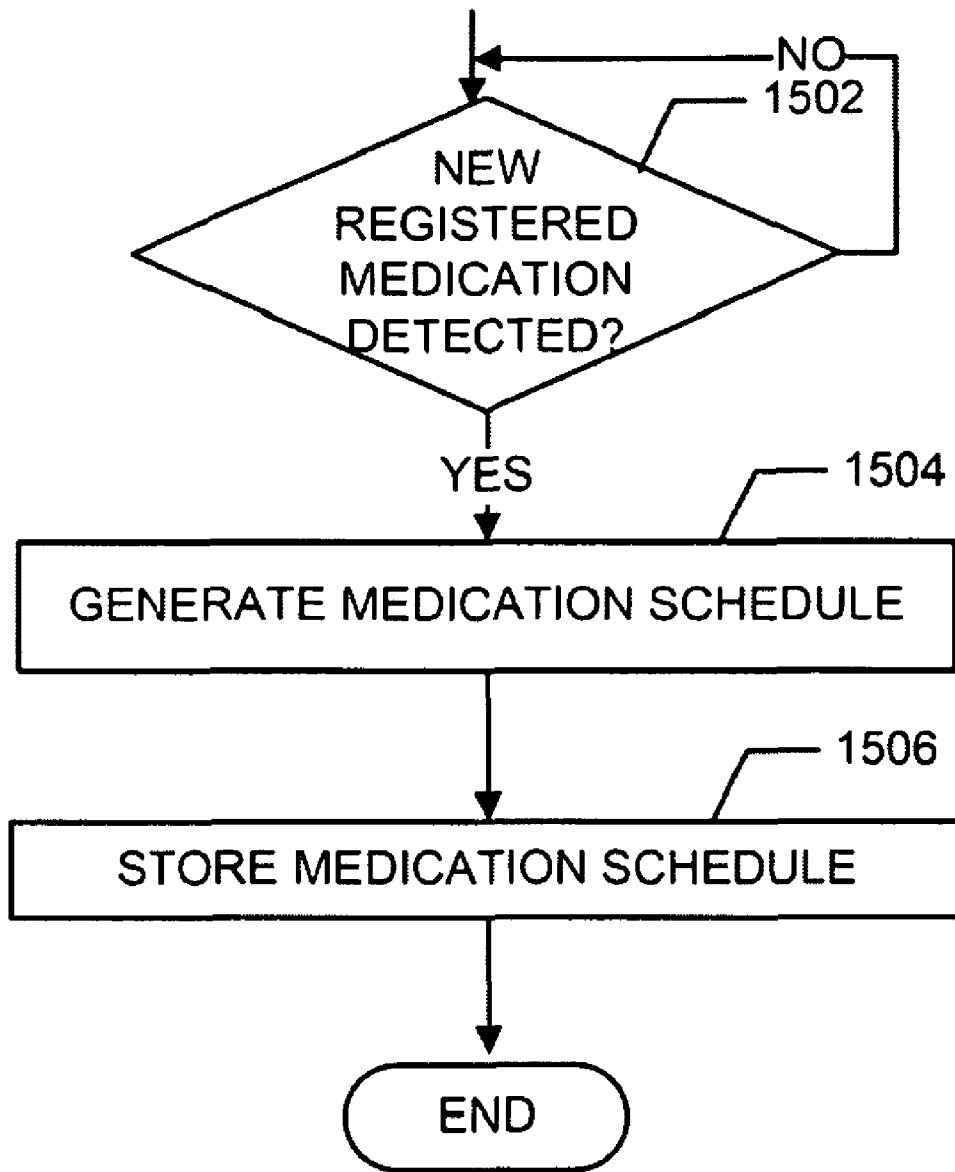 NO
1502
NEW
REGISTERED
MEDICATION
DETECTED?
YES
1504
GENERATE MEDICATION SCHEDULE
1506
STORE MEDICATION SCHEDULE
END